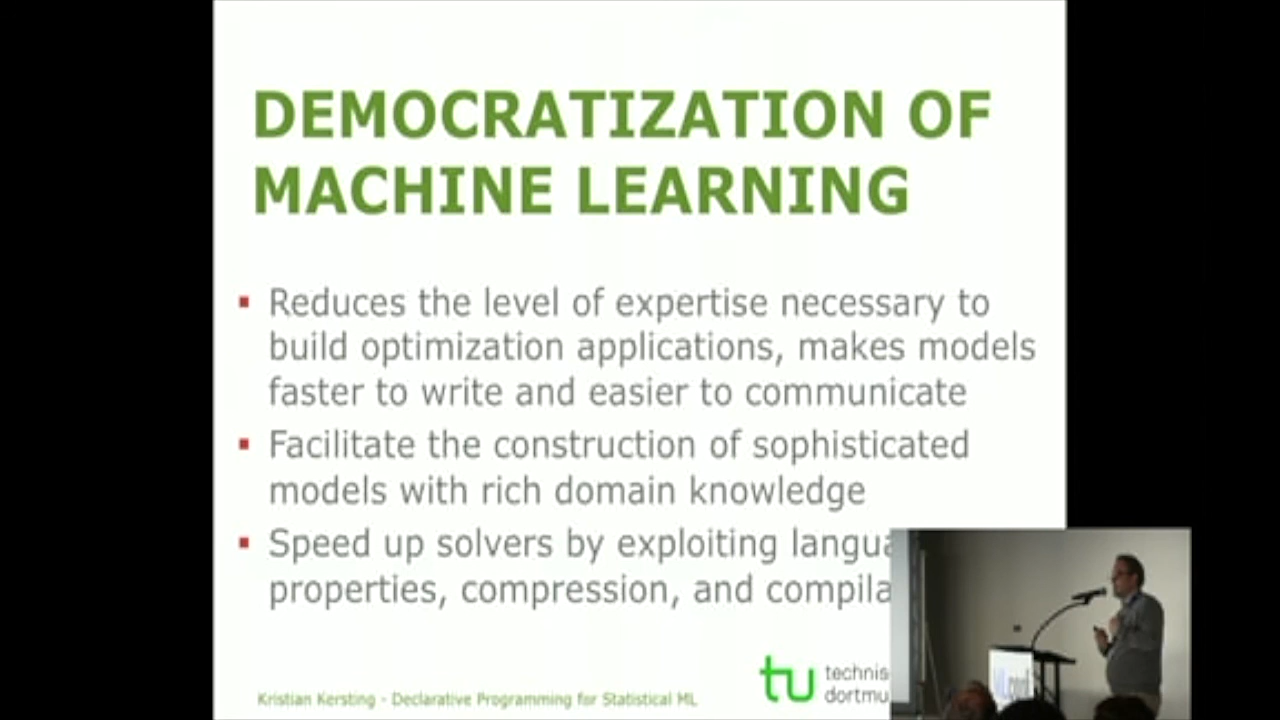 DEMOCRATIZATION OF
MACHINE LEARNING
▪ Reduces the level of expertise necessary to
build optimization applications, makes models
faster to write and easier to communicate
▪ Facilitate the construction of sophisticated
models with rich domain knowledge
▪ Speed up solvers by exploiting langua
properties, compression, and compila
Kristian Kersting - Declarative Programming for Statistical ML
tu technis
dortmu